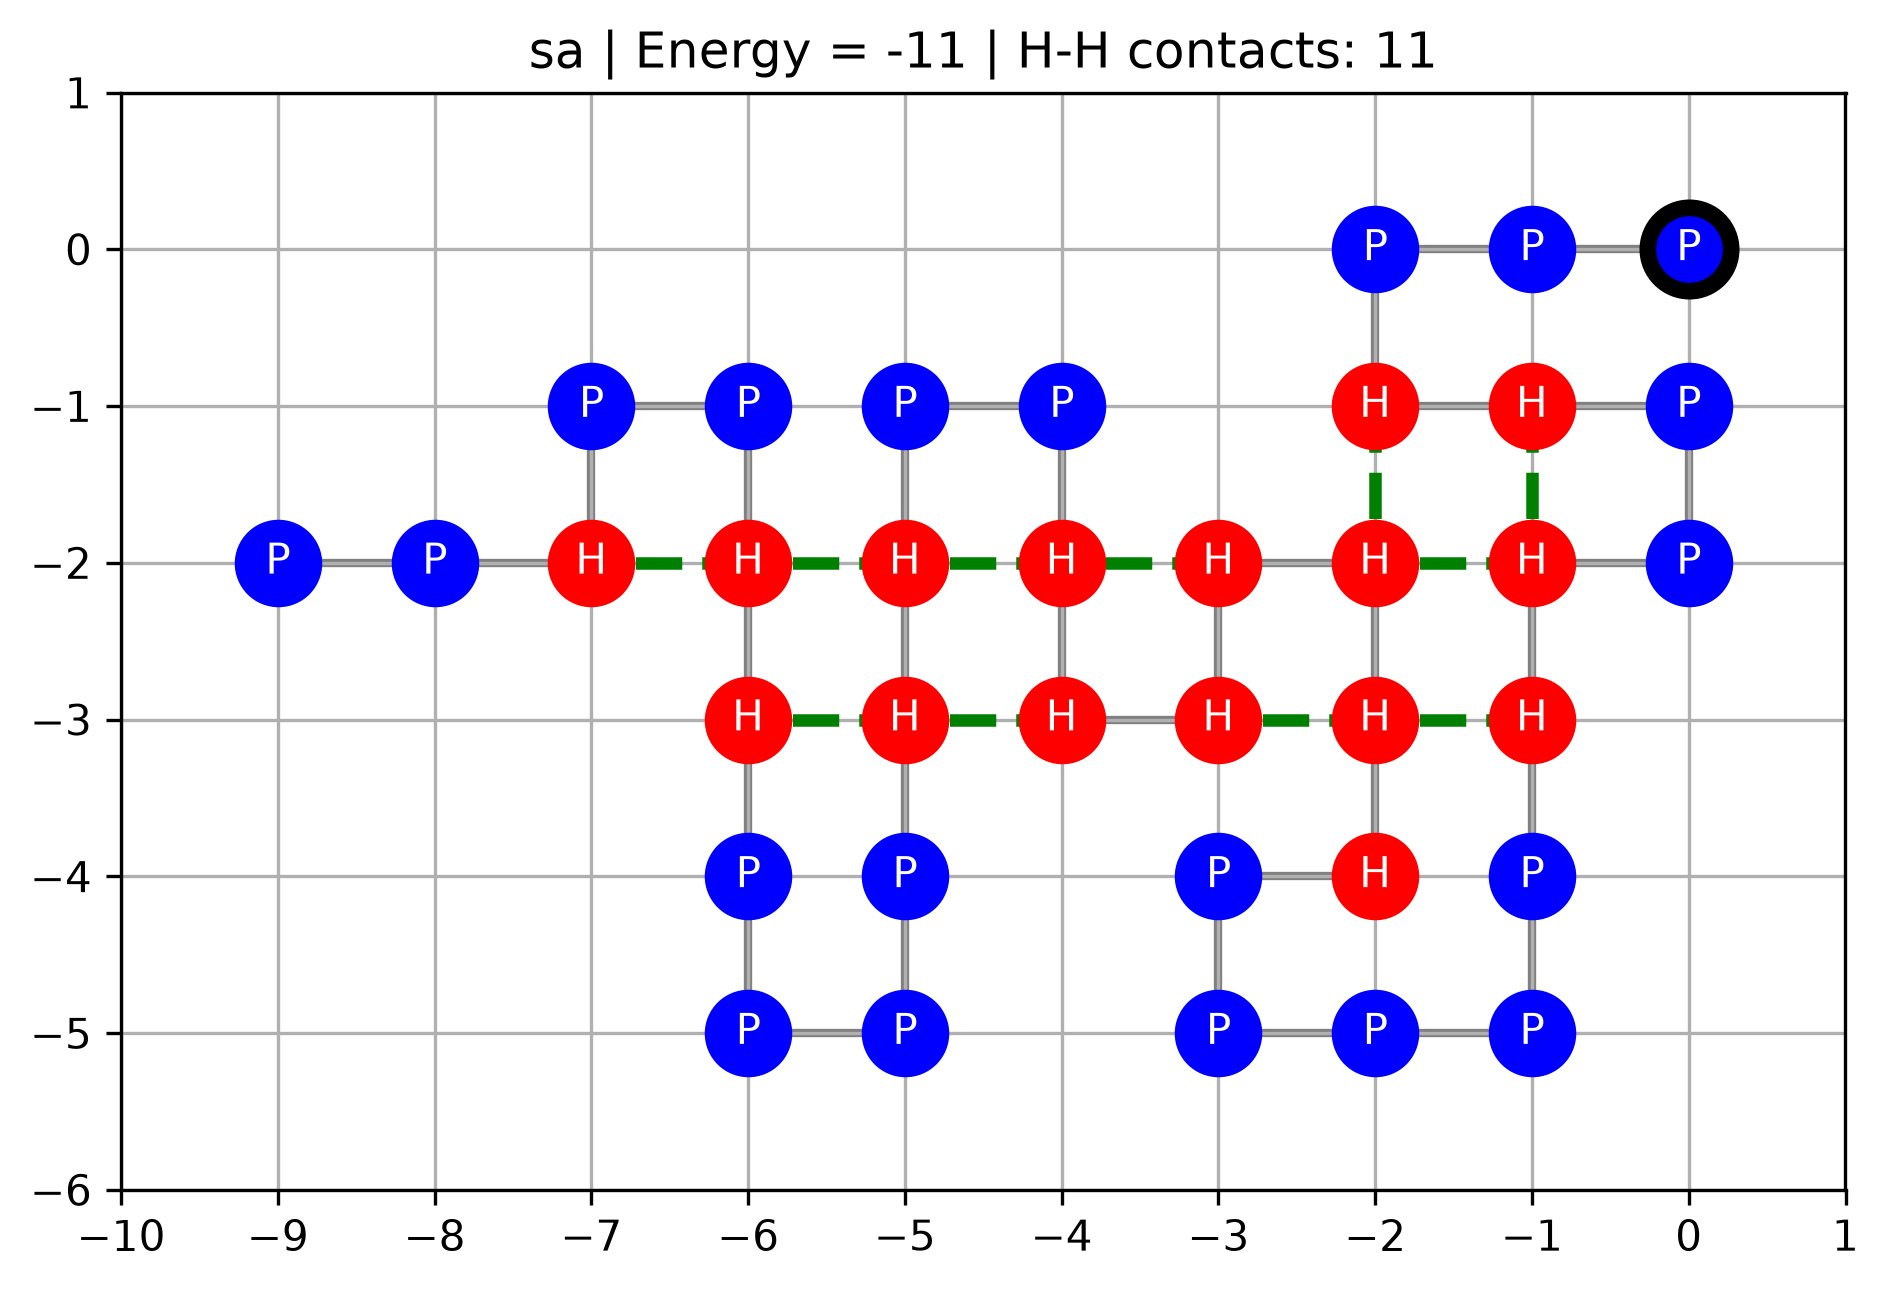 sa | Energy = -11 | H-H contacts: 11
1
0 P P P
−1 P P P P H H P
−2 P P H H H H H H H P
−3 H H H H H H
−4 P P P H P
−5 P P P P P
−6
−10 −9 −8 −7 −6 −5 −4 −3 −2 −1 0 1